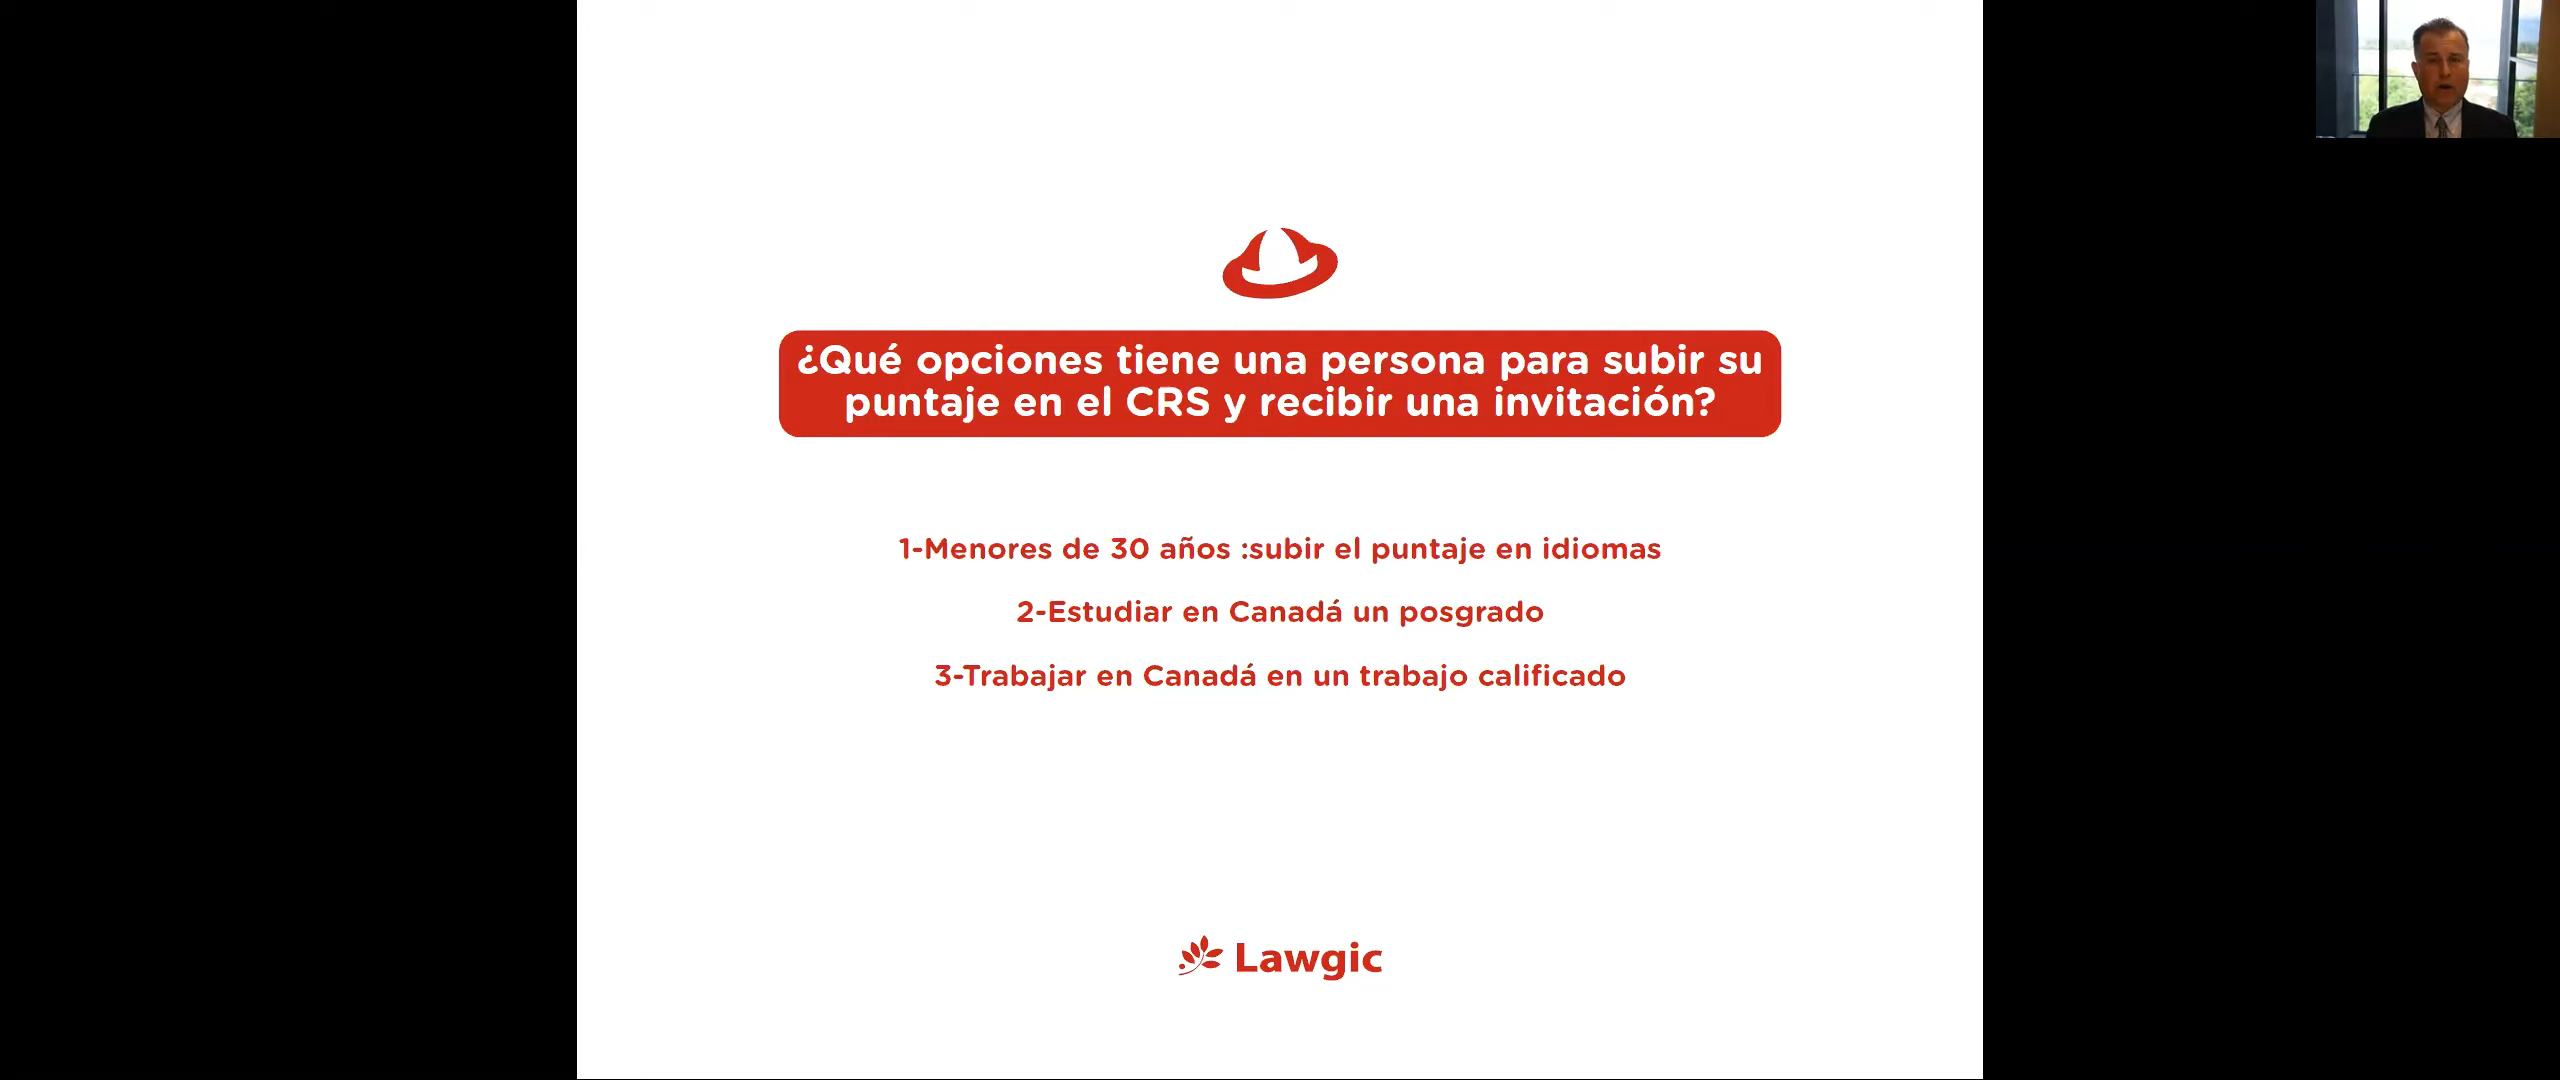 ¿Qué opciones tiene una persona para subir su
puntaje en el CRS y recibir una invitación?
1-Menores de 30 años :subir el puntaje en idiomas
2-Estudiar en Canadá un posgrado
3-Trabajar en Canadá en un trabajo calificado
Lawgic